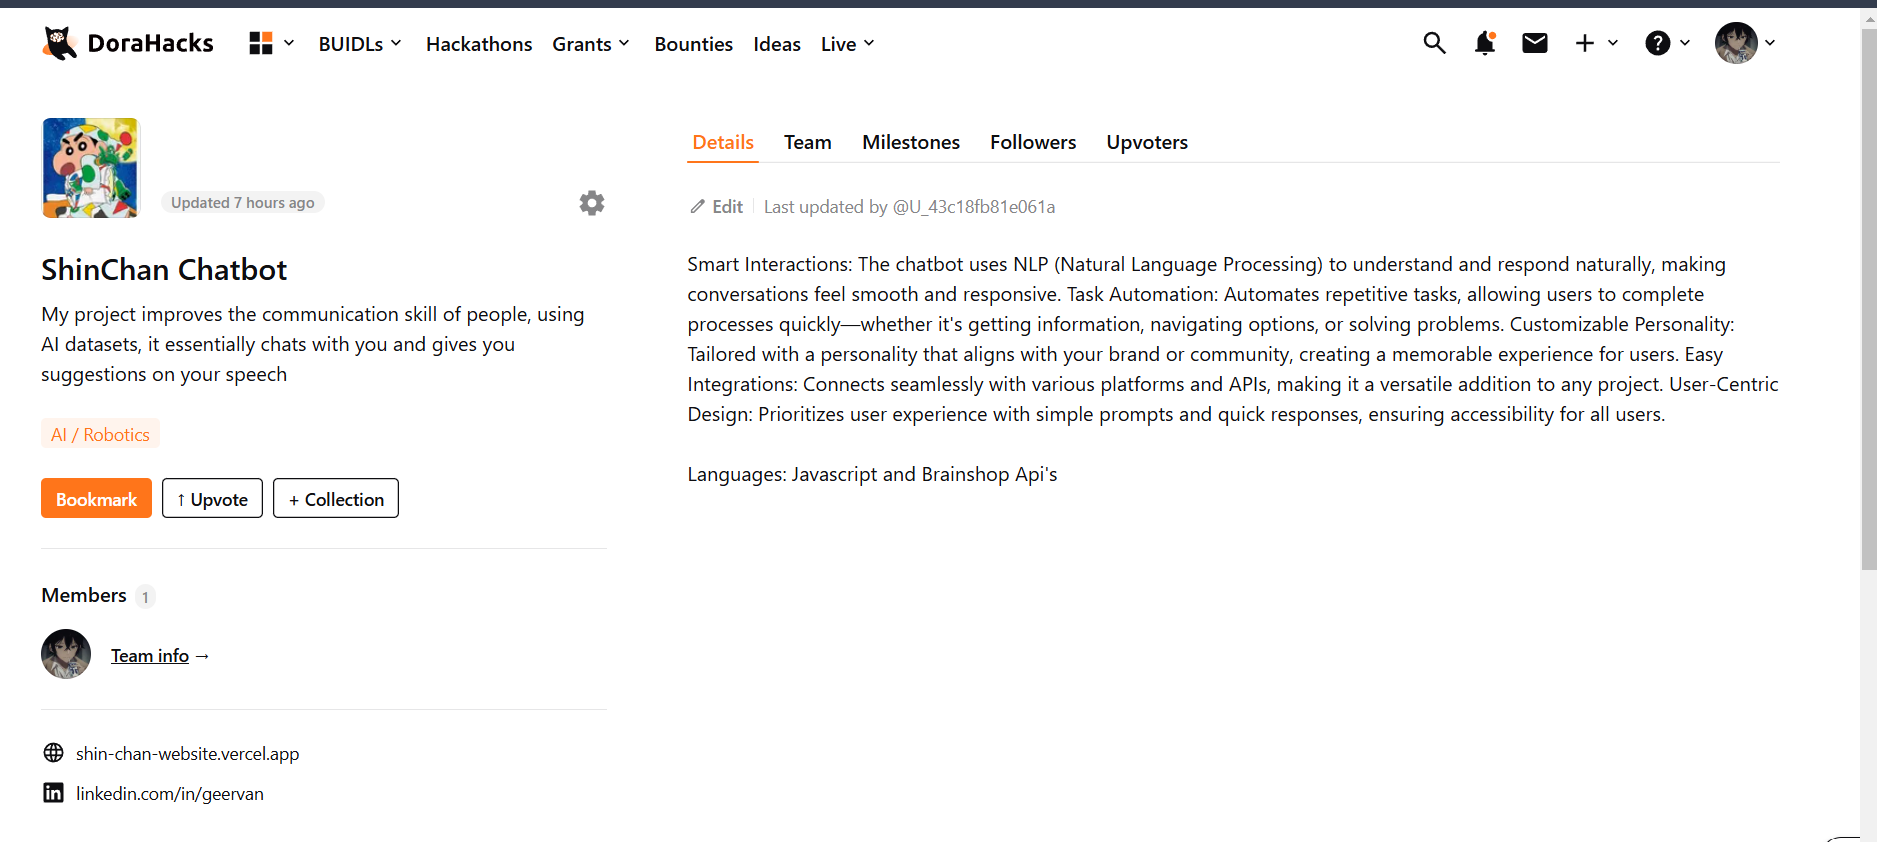 DoraHacks
BUIDLs
Hackathons
Grants
Bounties
Ideas
Live
Updated 7 hours ago
ShinChan Chatbot
My project improves the communication skill of people, using
AI datasets, it essentially chats with you and gives you
suggestions on your speech
AI / Robotics
Bookmark
↑ Upvote
+ Collection
Members 1
Team info →
shin-chan-website.vercel.app
linkedin.com/in/geervan
Details
Team
Milestones
Followers
Upvoters
Edit
Last updated by @U_43c18fb81e061a
Smart Interactions: The chatbot uses NLP (Natural Language Processing) to understand and respond naturally, making
conversations feel smooth and responsive. Task Automation: Automates repetitive tasks, allowing users to complete
processes quickly—whether it's getting information, navigating options, or solving problems. Customizable Personality:
Tailored with a personality that aligns with your brand or community, creating a memorable experience for users. Easy
Integrations: Connects seamlessly with various platforms and APIs, making it a versatile addition to any project. User-Centric
Design: Prioritizes user experience with simple prompts and quick responses, ensuring accessibility for all users.
Languages: Javascript and Brainshop Api's